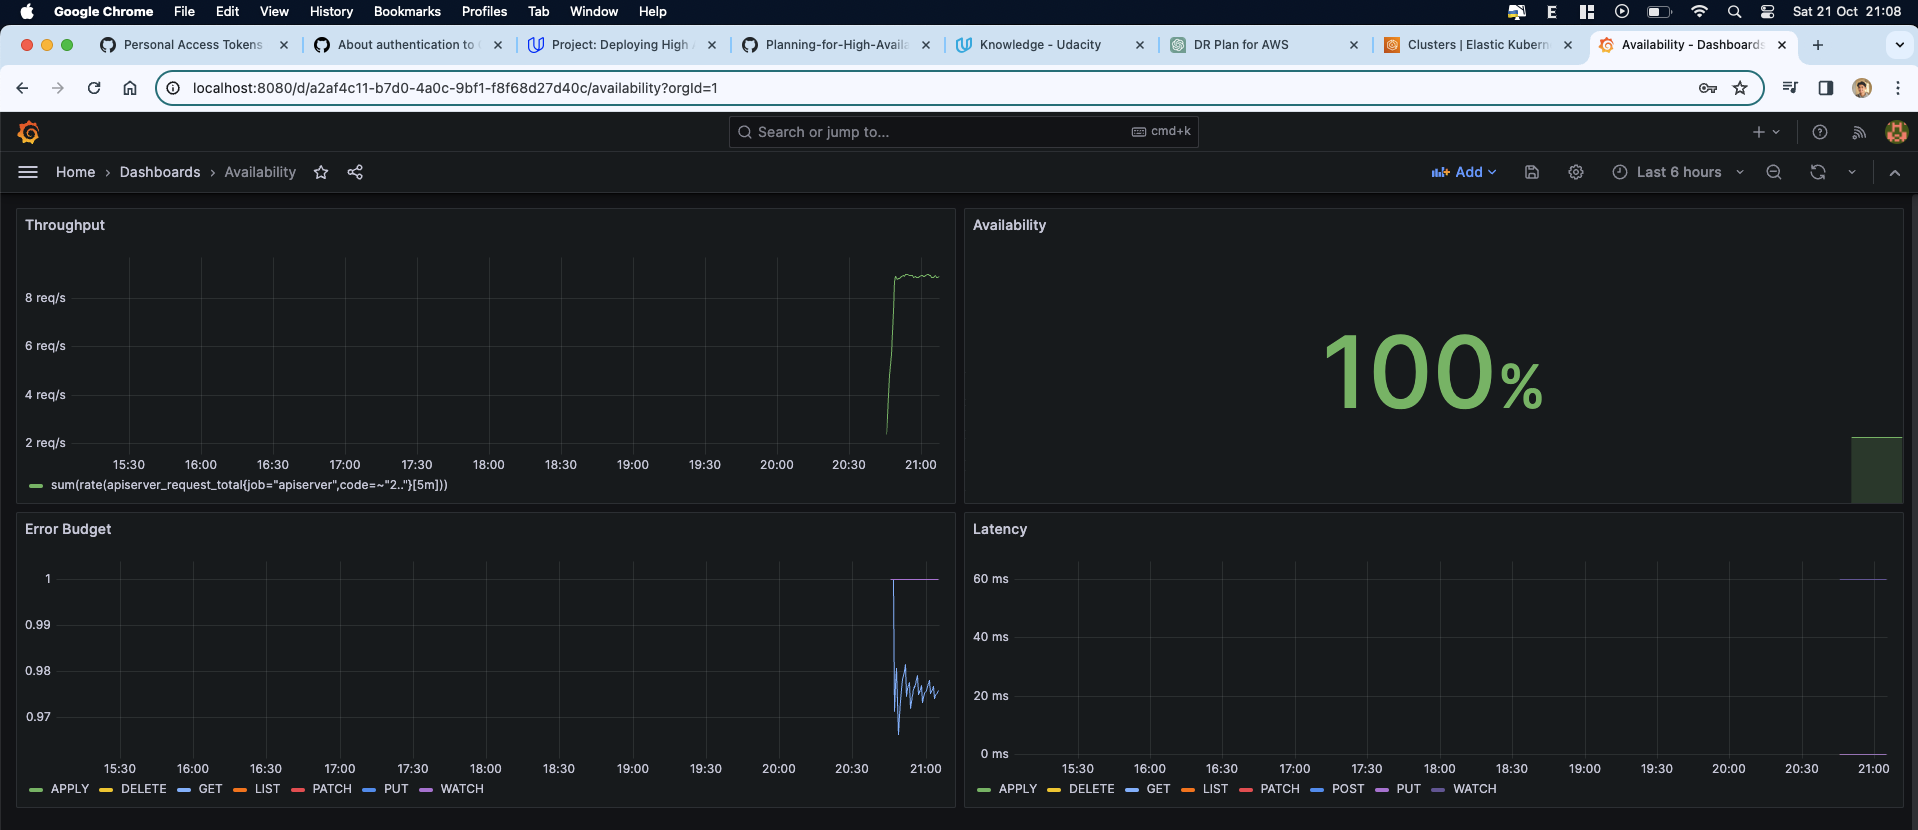 Google Chrome File Edit View History Bookmarks Profiles Tab Window Help E Sat 21 Oct 21:08
Personal Access Tokens About authentication to Project: Deploying High Planning-for-High-Availa Knowledge - Udacity DR Plan for AWS Clusters | Elastic Kubern Availability - Dashboards
localhost:8080/d/a2af4c11-b7d0-4a0c-9bf1-f8f68d27d40c/availability?orgId=1
Search or jump to... cmd+k
Home › Dashboards › Availability Add Last 6 hours
Throughput
8 req/s
6 req/s
4 req/s
2 req/s
15:30 16:00 16:30 17:00 17:30 18:00 18:30 19:00 19:30 20:00 20:30 21:00
sum(rate(apiserver_request_total{job="apiserver",code=~"2.."}[5m]))
Availability
100%
Error Budget
1
0.99
0.98
0.97
15:30 16:00 16:30 17:00 17:30 18:00 18:30 19:00 19:30 20:00 20:30 21:00
APPLY DELETE GET LIST PATCH PUT WATCH
Latency
60 ms
40 ms
20 ms
0 ms
15:30 16:00 16:30 17:00 17:30 18:00 18:30 19:00 19:30 20:00 20:30 21:00
APPLY DELETE GET LIST PATCH POST PUT WATCH